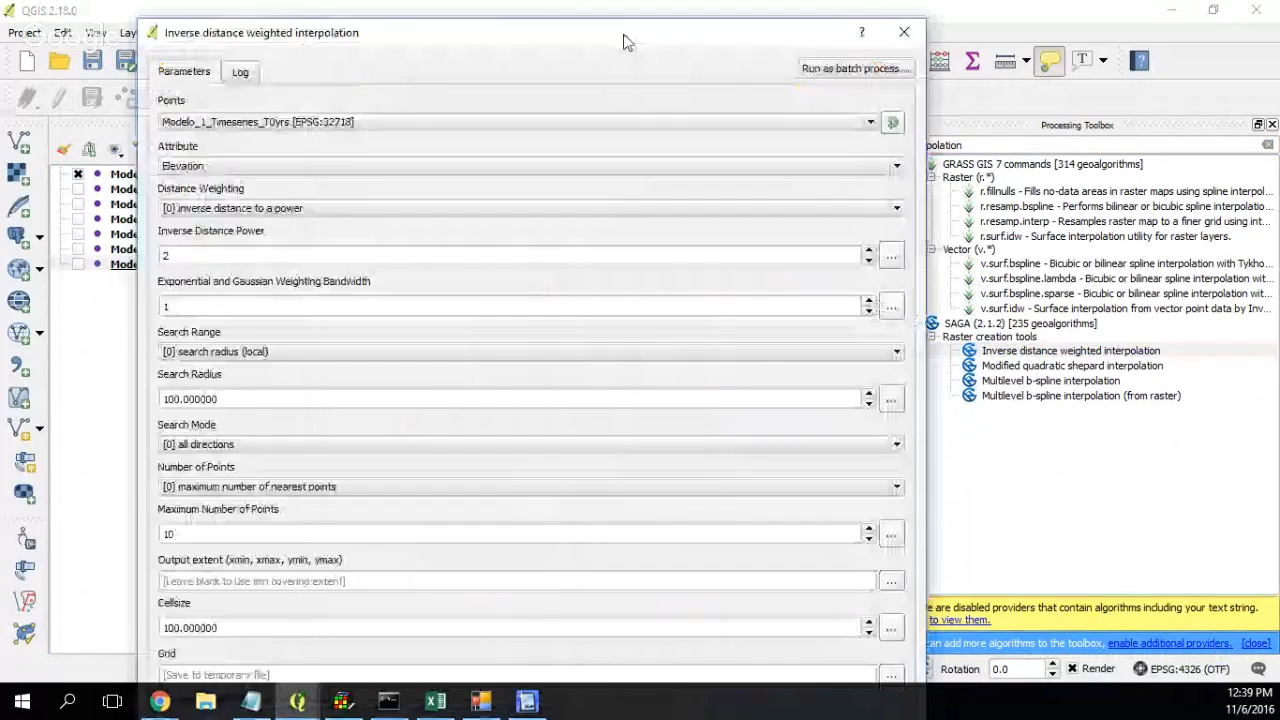 QGIS 2.18.0
Inverse distance weighted interpolation
Project Edit View Lay
Parameters
Log
Run as batch process...
Points
Modelo_1_Timeseries_T0yrs [EPSG:32718]
Attribute
Elevation
Distance Weighting
[0] inverse distance to a power
Inverse Distance Power
2
Exponential and Gaussian Weighting Bandwidth
1
Search Range
[0] search radius (local)
Search Radius
100.000000
Search Mode
[0] all directions
Number of Points
[0] maximum number of nearest points
Maximum Number of Points
10
Output extent (xmin, xmax, ymin, ymax)
[Leave blank to use min covering extent]
Cellsize
100.000000
Grid
[Save to temporary file]
Mode
Mode
Mode
Mode
Mode
Mode
Mode
Processing Toolbox
polation
GRASS GIS 7 commands [314 geoalgorithms]
Raster (r.*)
r.fillnulls - Fills no-data areas in raster maps using spline interpol...
r.resamp.bspline - Performs bilinear or bicubic spline interpolation...
r.resamp.interp - Resamples raster map to a finer grid using int...
r.surf.idw - Surface interpolation utility for raster layers.
Vector (v.*)
v.surf.bspline - Bicubic or bilinear spline interpolation with Tykho...
v.surf.bspline.lambda - Bicubic or bilinear spline interpolation wit...
v.surf.bspline.sparse - Bicubic or bilinear spline interpolation wit...
v.surf.idw - Surface interpolation from vector point data by Inv...
SAGA (2.1.2) [235 geoalgorithms]
Raster creation tools
Inverse distance weighted interpolation
Modified quadratic shepard interpolation
Multilevel b-spline interpolation
Multilevel b-spline interpolation (from raster)
e are disabled providers that contain algorithms including your text string.
to view them.
can add more algorithms to the toolbox, enable additional providers. [close]
Rotation 0.0 Render EPSG:4326 (OTF)
12:39 PM
11/6/2016